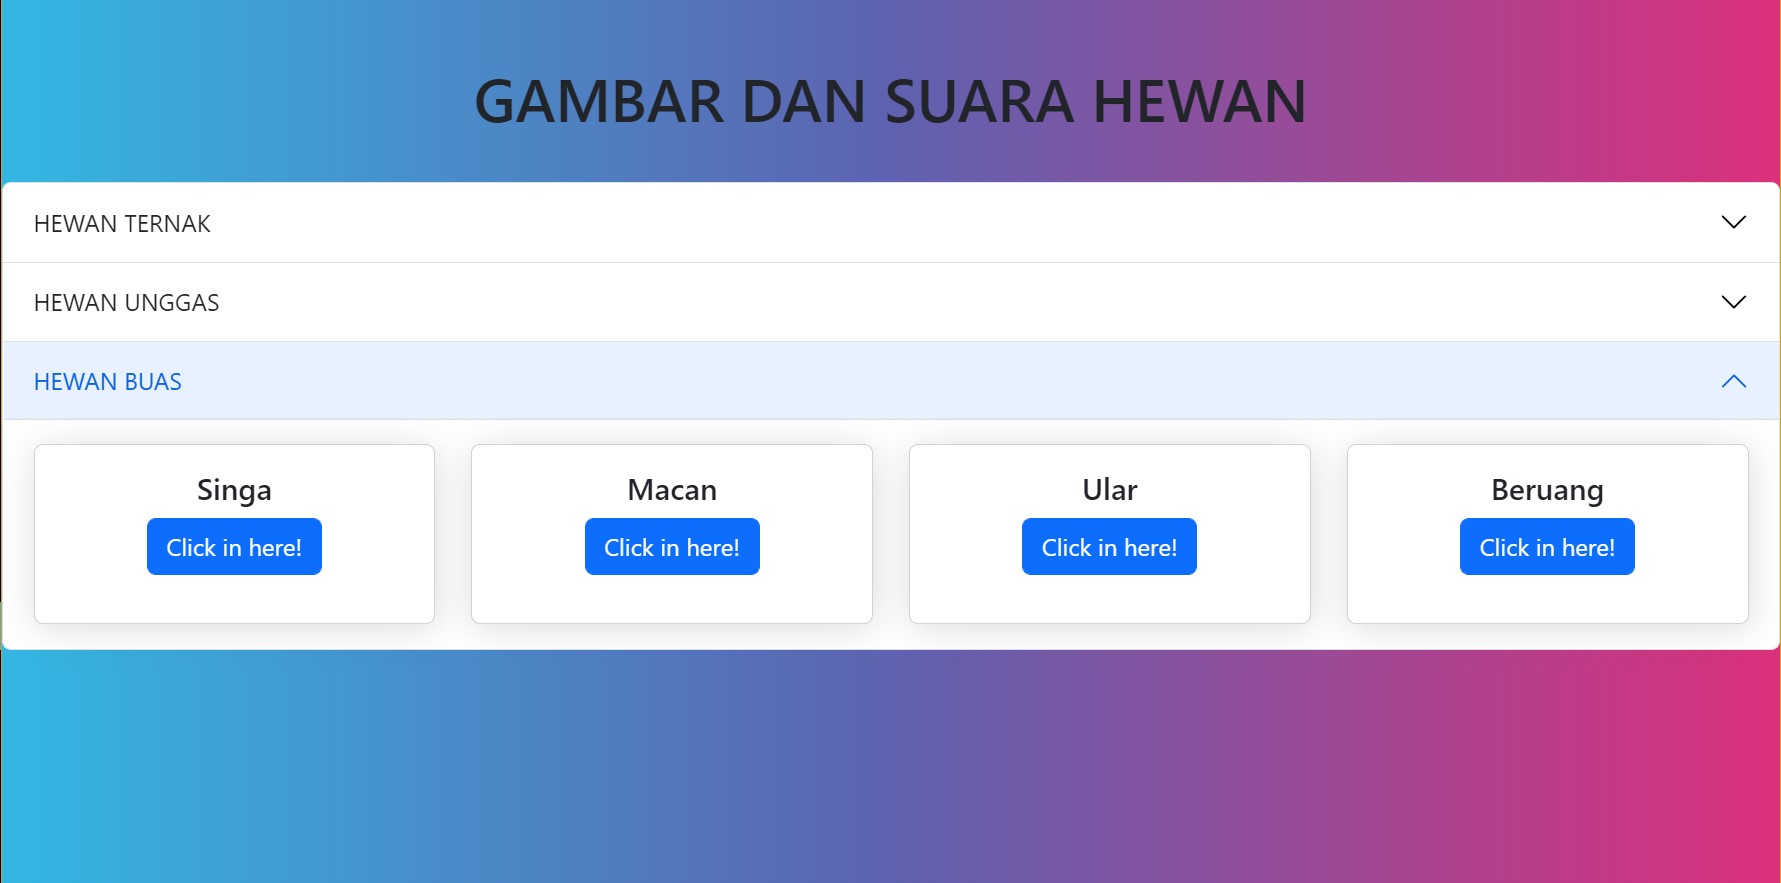 GAMBAR DAN SUARA HEWAN
HEWAN TERNAK
HEWAN UNGGAS
HEWAN BUAS
Singa
Click in here!
Macan
Click in here!
Ular
Click in here!
Beruang
Click in here!